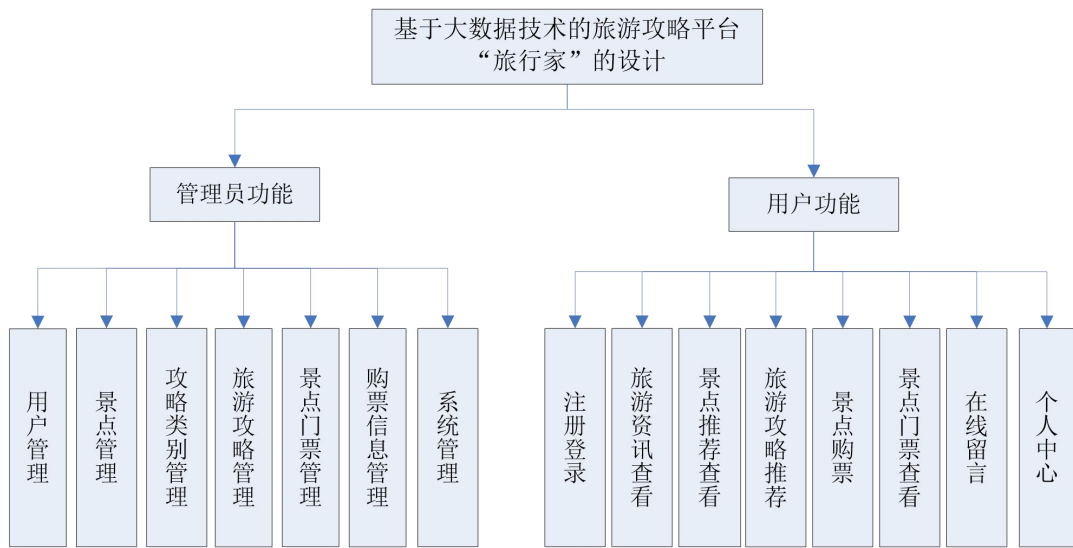 基于大数据技术的旅游攻略平台
“旅行家”的设计
管理员功能
用户功能
用户管理
景点管理
攻略类别管理
旅游攻略管理
景点门票管理
购票信息管理
系统管理
注册登录
旅游资讯查看
景点推荐查看
旅游攻略推荐
景点购票
景点门票查看
在线留言
个人中心